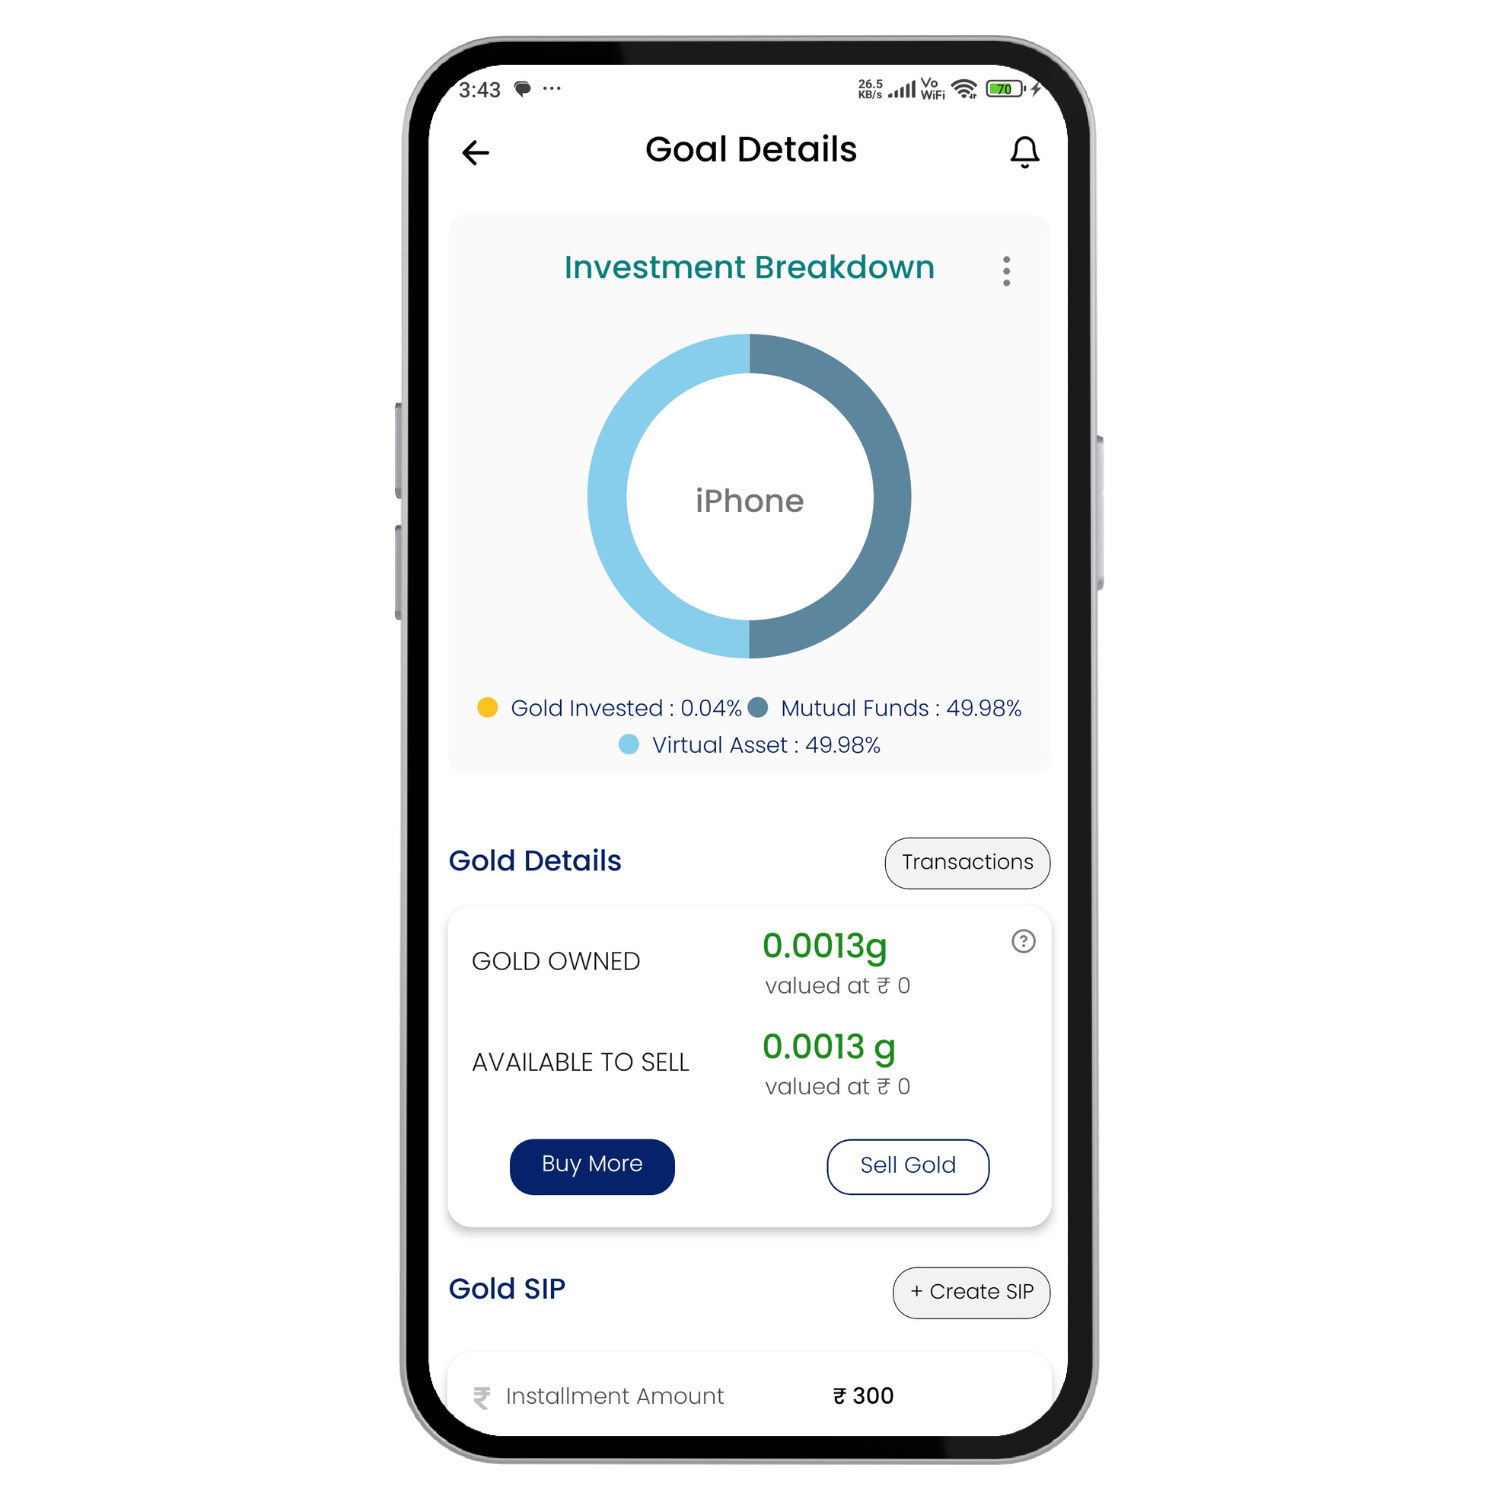 3:43 ... 26.5 KB/s Vo WiFi 70
Goal Details
Investment Breakdown
iPhone
Gold Invested : 0.04% Mutual Funds : 49.98%
Virtual Asset : 49.98%
Gold Details Transactions
GOLD OWNED 0.0013g ?
valued at ₹ 0
AVAILABLE TO SELL 0.0013 g
valued at ₹ 0
Buy More Sell Gold
Gold SIP + Create SIP
₹ Installment Amount ₹ 300